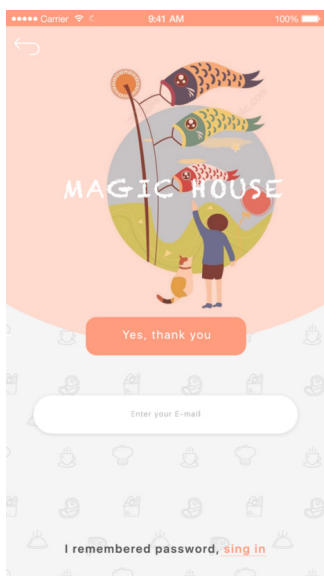 Carrier 9:41 AM 100%
MAGIC HOUSE
Yes, thank you
Enter your E-mail
I remembered password, sing in